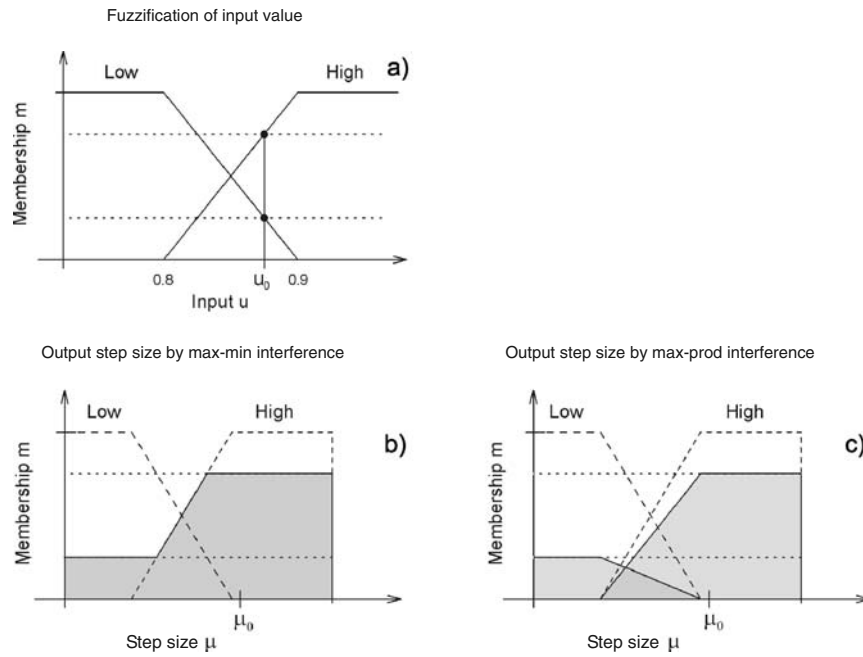 Fuzzification of input value
Low
High
a)
Membership m
0.8
u₀
0.9
Input u
Output step size by max-min interference
Low
High
b)
Membership m
μ₀
Step size μ
Output step size by max-prod interference
Low
High
c)
Membership m
μ₀
Step size μ